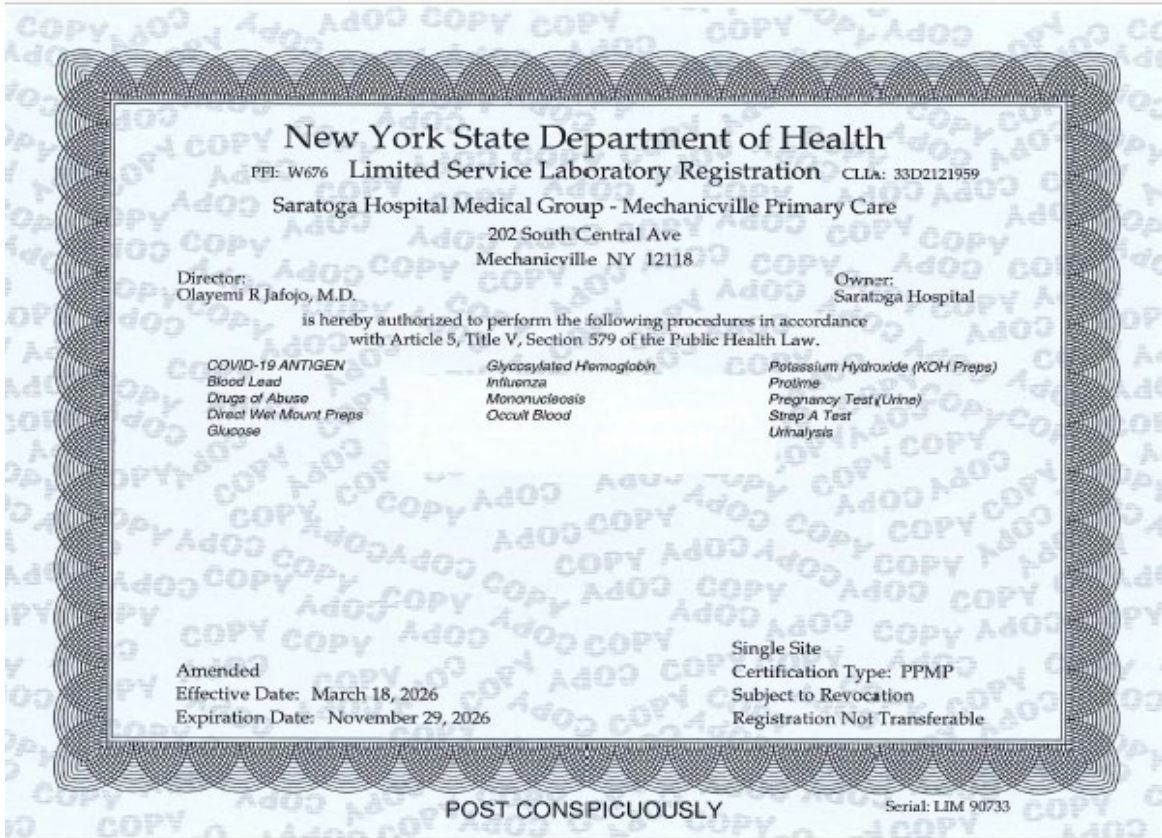 New York State Department of Health
PFI: W676 Limited Service Laboratory Registration CLIA: 33D2121959
Saratoga Hospital Medical Group - Mechanicville Primary Care
202 South Central Ave
Mechanicville NY 12118
Director:
Olayemi R Jafojo, M.D.
Owner:
Saratoga Hospital
is hereby authorized to perform the following procedures in accordance
with Article 5, Title V, Section 579 of the Public Health Law.
COVID-19 ANTIGEN
Blood Lead
Drugs of Abuse
Direct Wet Mount Preps
Glucose
Glycosylated Hemoglobin
Influenza
Mononucleosis
Occult Blood
Potassium Hydroxide (KOH Preps)
Protime
Pregnancy Test (Urine)
Strep A Test
Urinalysis
Amended
Effective Date: March 18, 2026
Expiration Date: November 29, 2026
Single Site
Certification Type: PPMP
Subject to Revocation
Registration Not Transferable
POST CONSPICUOUSLY
Serial: LIM 90733
COPY